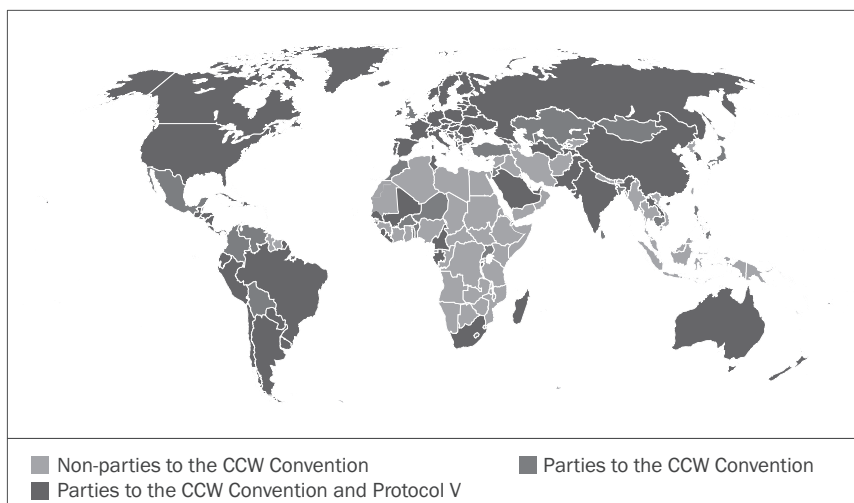 Non-parties to the CCW Convention
Parties to the CCW Convention
Parties to the CCW Convention and Protocol V